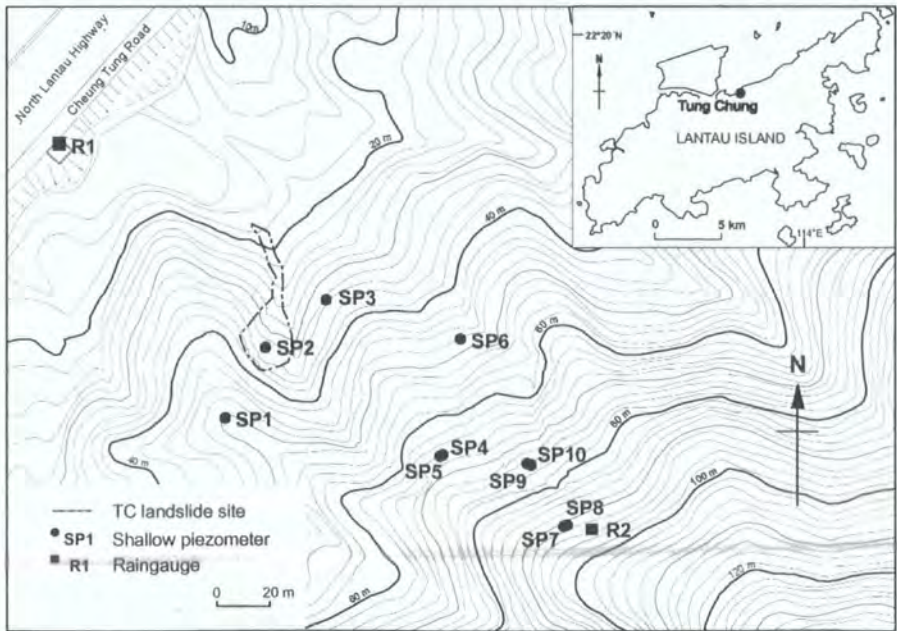 North Lantau Highway
Cheung Tung Road
10m
R1
20 m
40 m
22°20´N
N
Tung Chung
LANTAU ISLAND
0 5 km
114°E
SP3
SP2
SP6
60 m
N
SP1
SP4
SP5
SP10
SP9
80 m
40 m
100 m
SP8
SP7
R2
TC landslide site
SP1 Shallow piezometer
R1 Raingauge
0 20 m
60 m
120 m